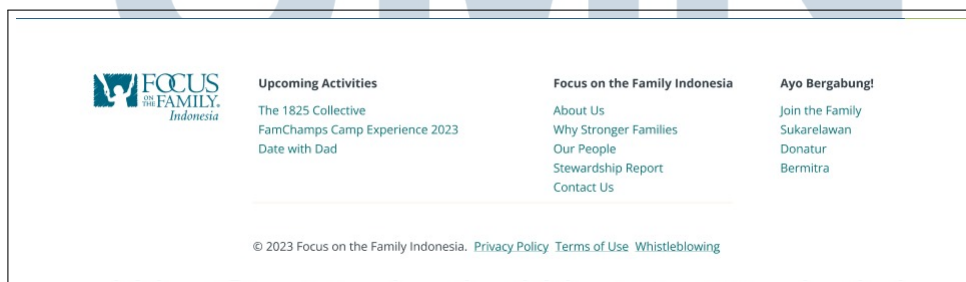 FOCUS
ON
THE FAMILY.
Indonesia
Upcoming Activities
The 1825 Collective
FamChamps Camp Experience 2023
Date with Dad
Focus on the Family Indonesia
About Us
Why Stronger Families
Our People
Stewardship Report
Contact Us
Ayo Bergabung!
Join the Family
Sukarelawan
Donatur
Bermitra
© 2023 Focus on the Family Indonesia. Privacy Policy Terms of Use Whistleblowing